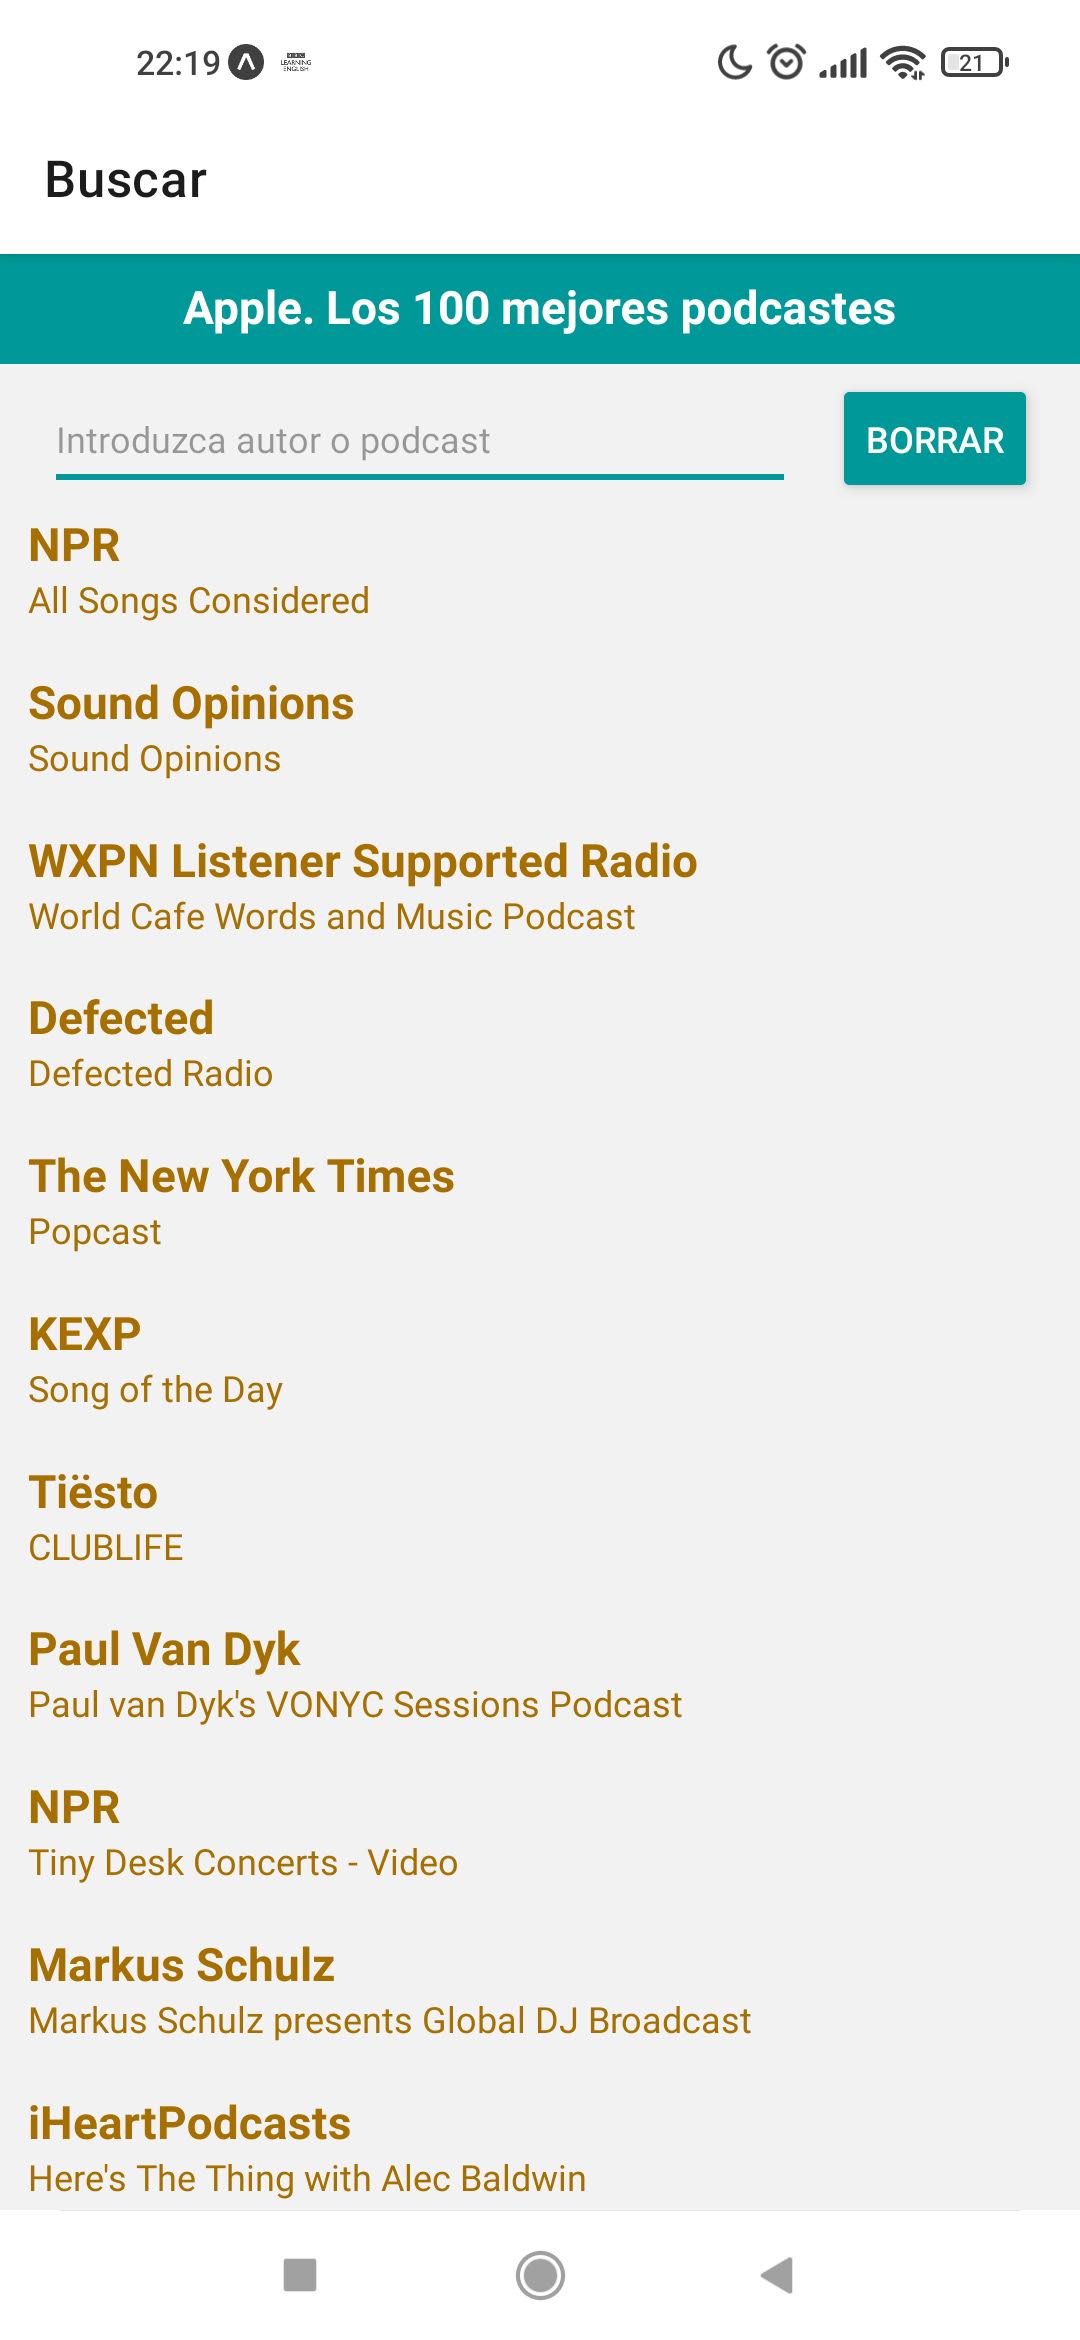 22:19
LEARNING
ENGLISH
21
Buscar
Apple. Los 100 mejores podcastes
Introduzca autor o podcast
BORRAR
NPR
All Songs Considered
Sound Opinions
Sound Opinions
WXPN Listener Supported Radio
World Cafe Words and Music Podcast
Defected
Defected Radio
The New York Times
Popcast
KEXP
Song of the Day
Tiësto
CLUBLIFE
Paul Van Dyk
Paul van Dyk's VONYC Sessions Podcast
NPR
Tiny Desk Concerts - Video
Markus Schulz
Markus Schulz presents Global DJ Broadcast
iHeartPodcasts
Here's The Thing with Alec Baldwin